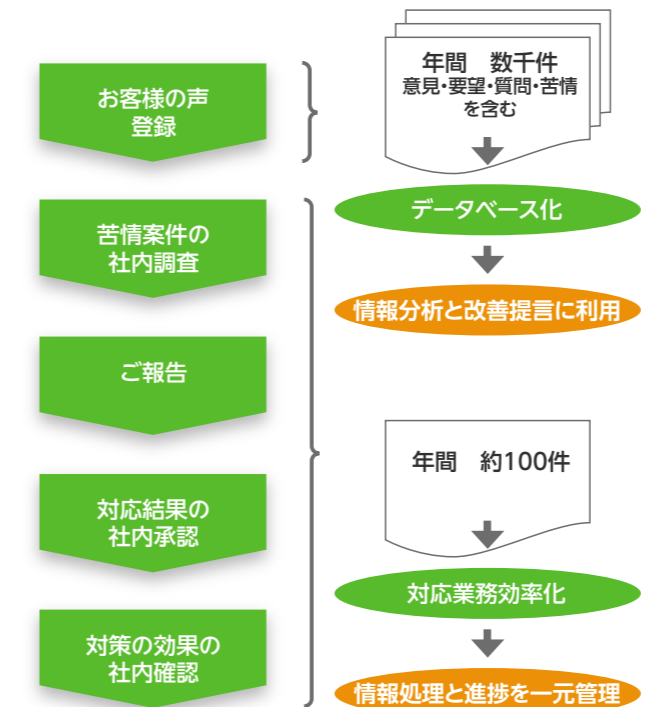 お客様の声
登録
苦情案件の
社内調査
ご報告
対応結果の
社内承認
対策の効果の
社内確認
年間　数千件
意見・要望・質問・苦情
を含む
データベース化
情報分析と改善提言に利用
年間　約100件
対応業務効率化
情報処理と進捗を一元管理